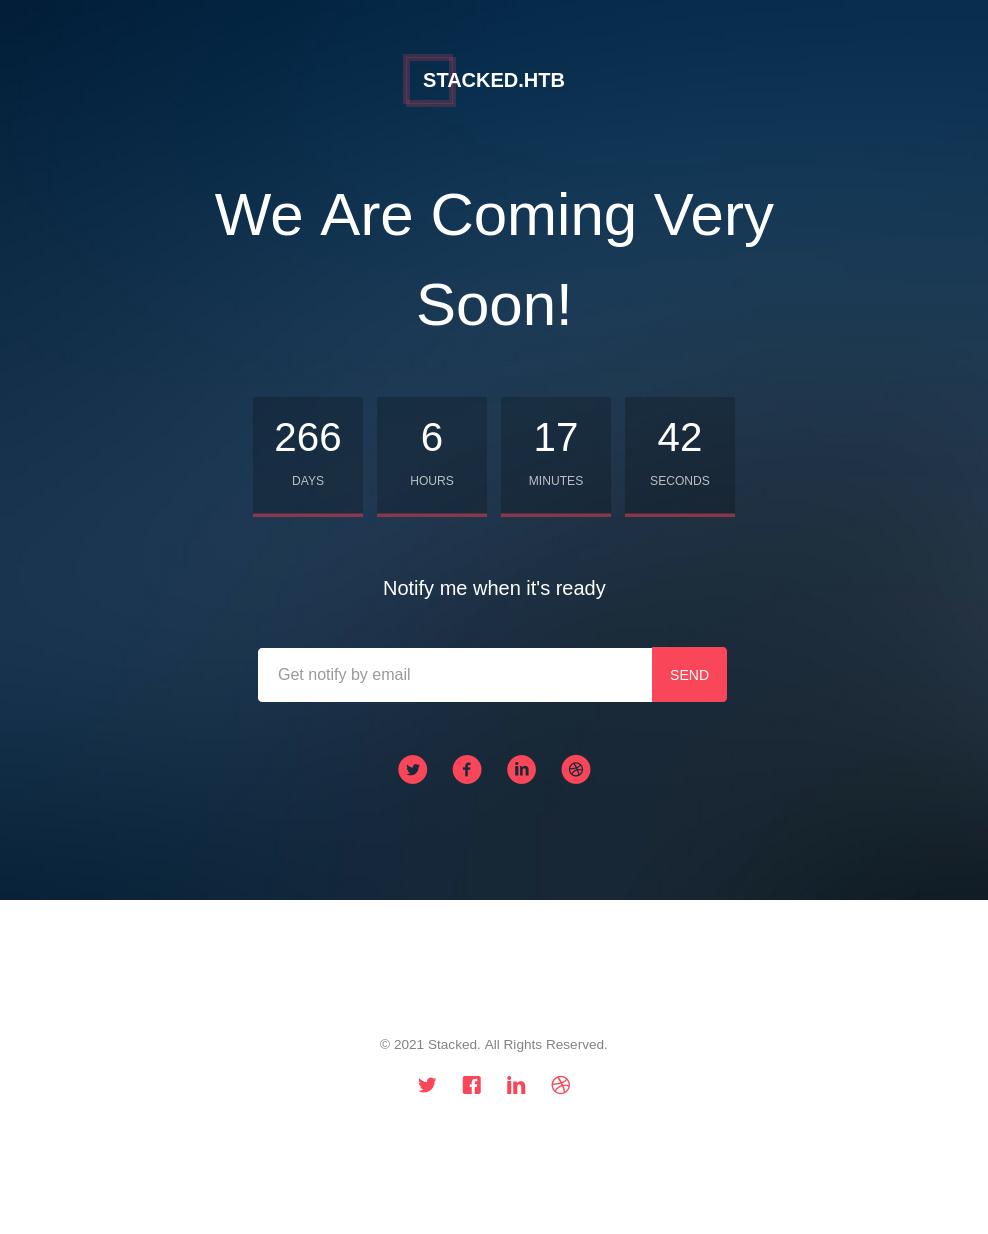 STACKED.HTB
We Are Coming Very
Soon!
266 6 17 42
DAYS HOURS MINUTES SECONDS
Notify me when it's ready
Get notify by email SEND
© 2021 Stacked. All Rights Reserved.